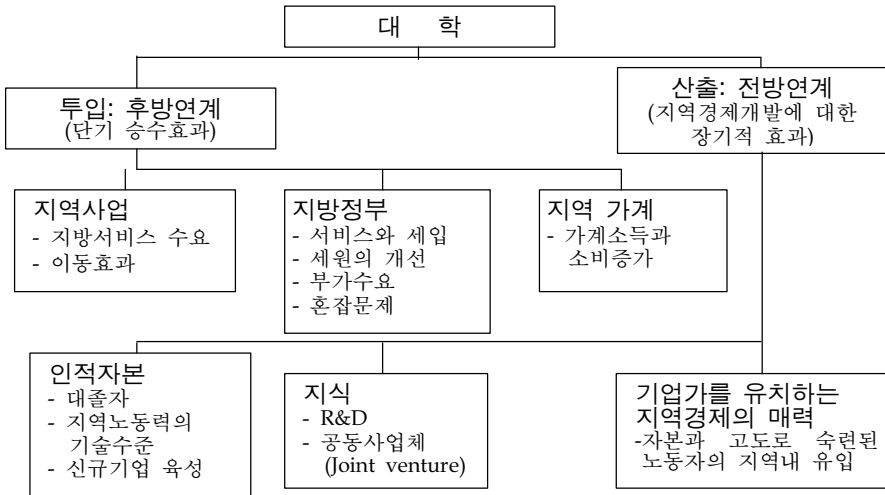 대 학
투입: 후방연계
(단기 승수효과)
산출: 전방연계
(지역경제개발에 대한
장기적 효과)
지역사업
- 지방서비스 수요
- 이동효과
지방정부
- 서비스와 세입
- 세원의 개선
- 부가수요
- 혼잡문제
지역 가계
- 가계소득과
소비증가
인적자본
- 대졸자
- 지역노동력의
기술수준
- 신규기업 육성
지식
- R&D
- 공동사업체
(Joint venture)
기업가를 유치하는
지역경제의 매력
-자본과 고도로 숙련된
노동자의 지역내 유입